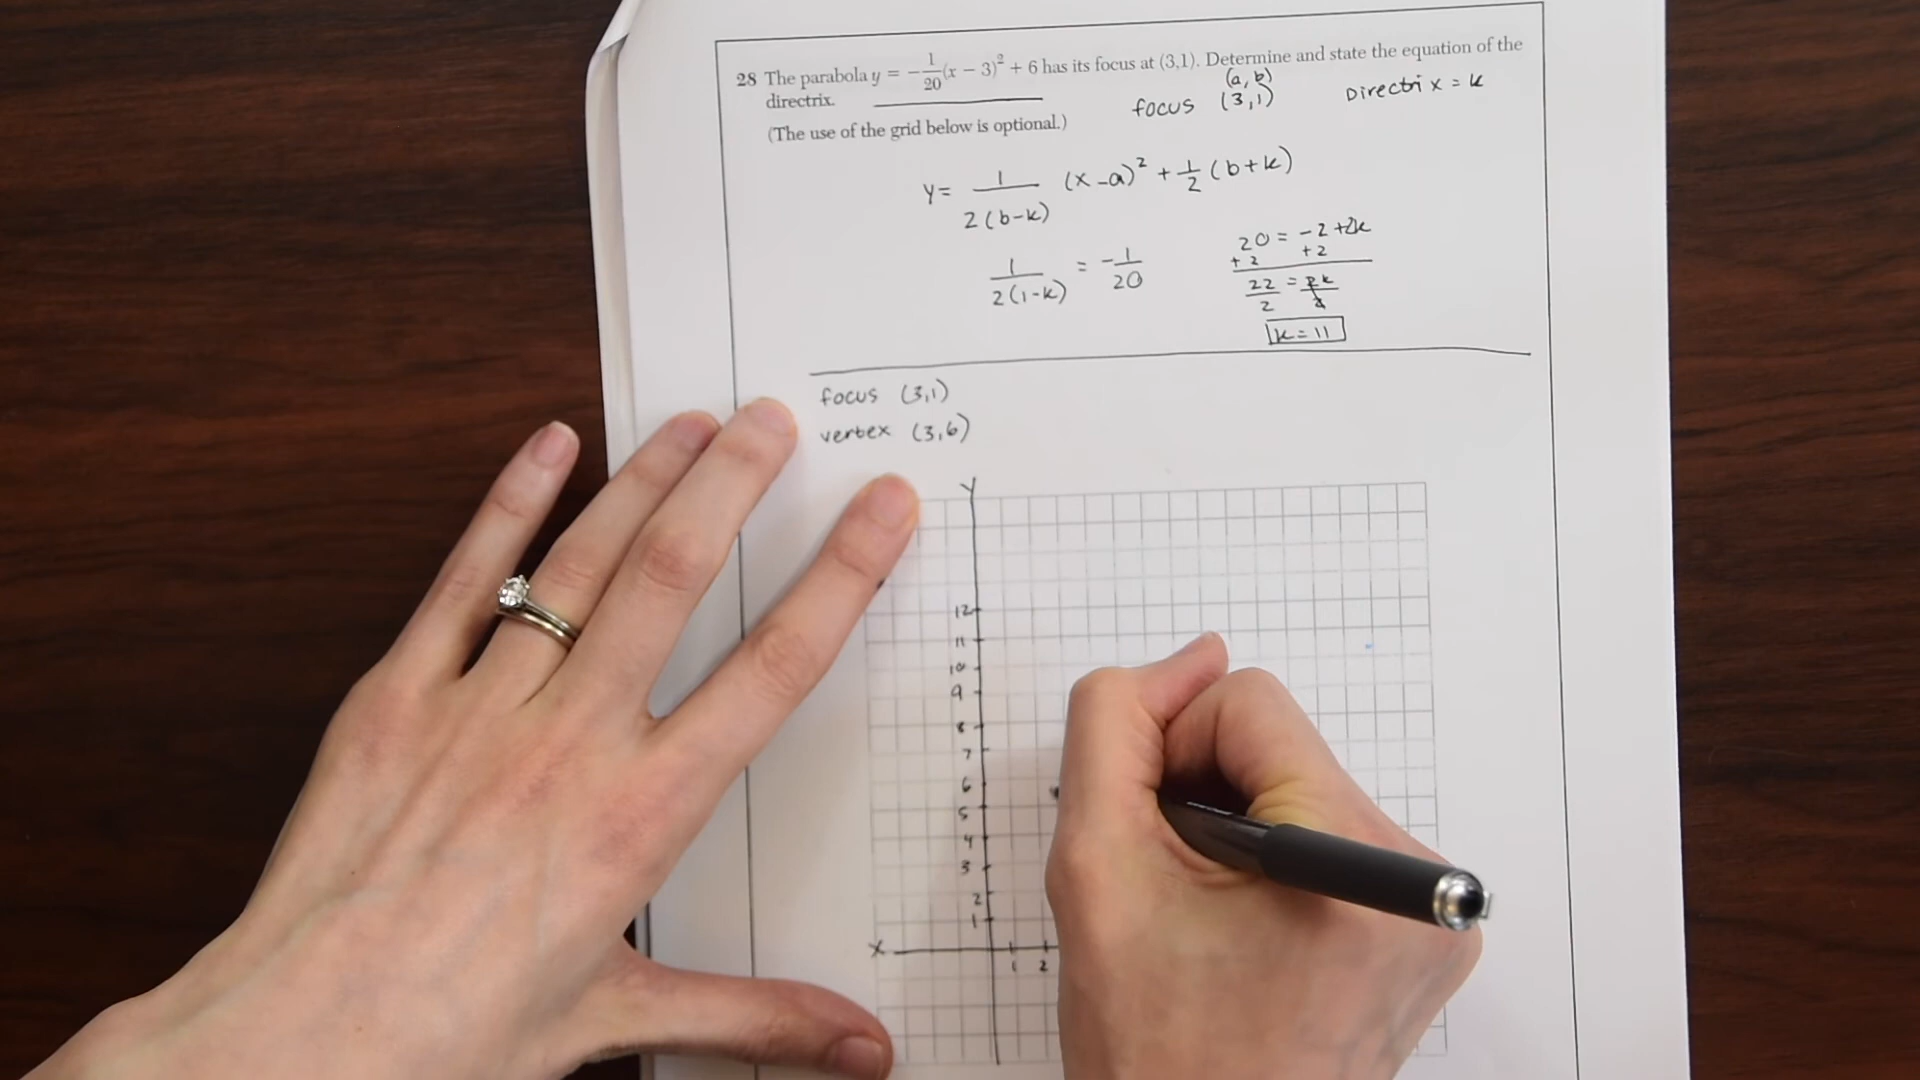 28 The parabola y = -1/20(x - 3)² + 6 has its focus at (3,1). Determine and state the equation of the
directrix.
(The use of the grid below is optional.)
(a, b)
focus (3,1)
Directrix = k
y= 1/2(b-k) (x-a)² + 1/2 (b+k)
1/2(1-k) = -1/20
20 = -2 +2k
+2 +2
22/2 = 2k/2
k=11
focus (3,1)
vertex (3,6)
Y
12
11
10
9
8
7
6
5
4
3
2
1
X
1 2